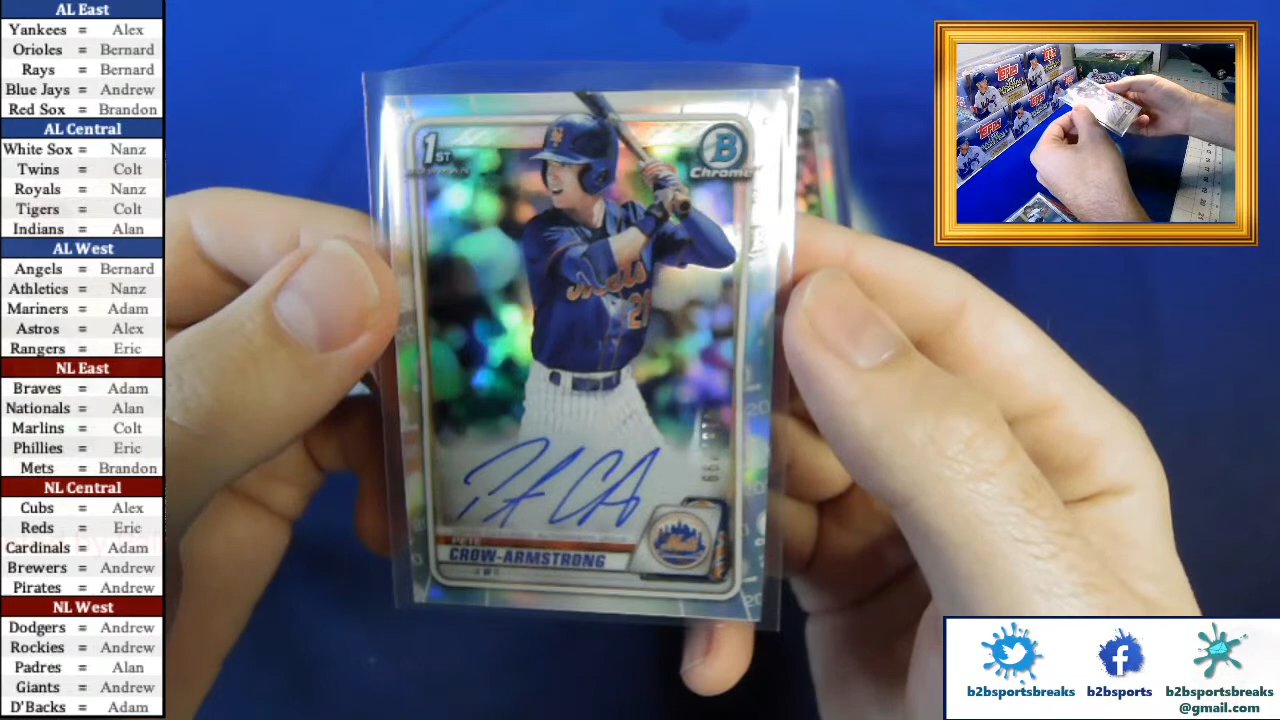 AL East
Yankees = Alex
Orioles = Bernard
Rays = Bernard
Blue Jays = Andrew
Red Sox = Brandon
AL Central
White Sox = Nanz
Twins = Colt
Royals = Nanz
Tigers = Colt
Indians = Alan
AL West
Angels = Bernard
Athletics = Nanz
Mariners = Adam
Astros = Alex
Rangers = Eric
NL East
Braves = Adam
Nationals = Alan
Marlins = Colt
Phillies = Eric
Mets = Brandon
NL Central
Cubs = Alex
Reds = Eric
Cardinals = Adam
Brewers = Andrew
Pirates = Andrew
NL West
Dodgers = Andrew
Rockies = Andrew
Padres = Alan
Giants = Andrew
D'Backs = Adam
1ST
B
Chrome
Mets
PETE
CROW-ARMSTRONG
Mets
Topps
Topps
b2bsportsbreaks
b2bsports
b2bsportsbreaks
@gmail.com